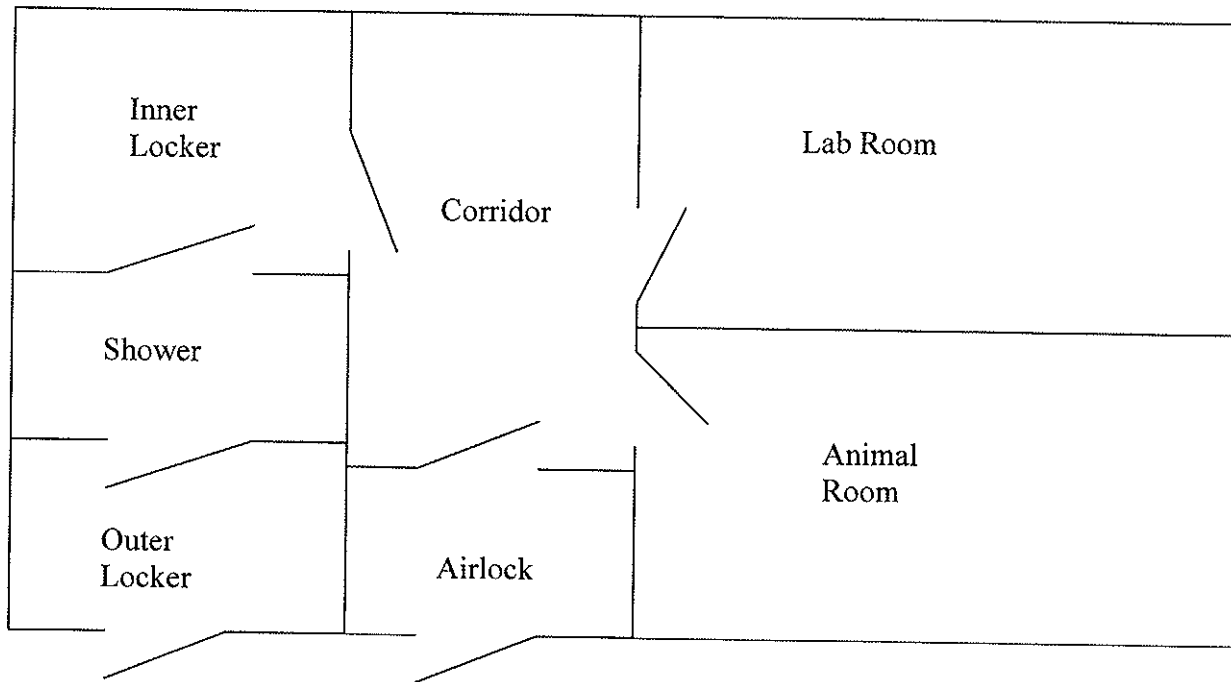 Inner
Locker
Lab Room
Corridor
Shower
Animal
Room
Outer
Locker
Airlock